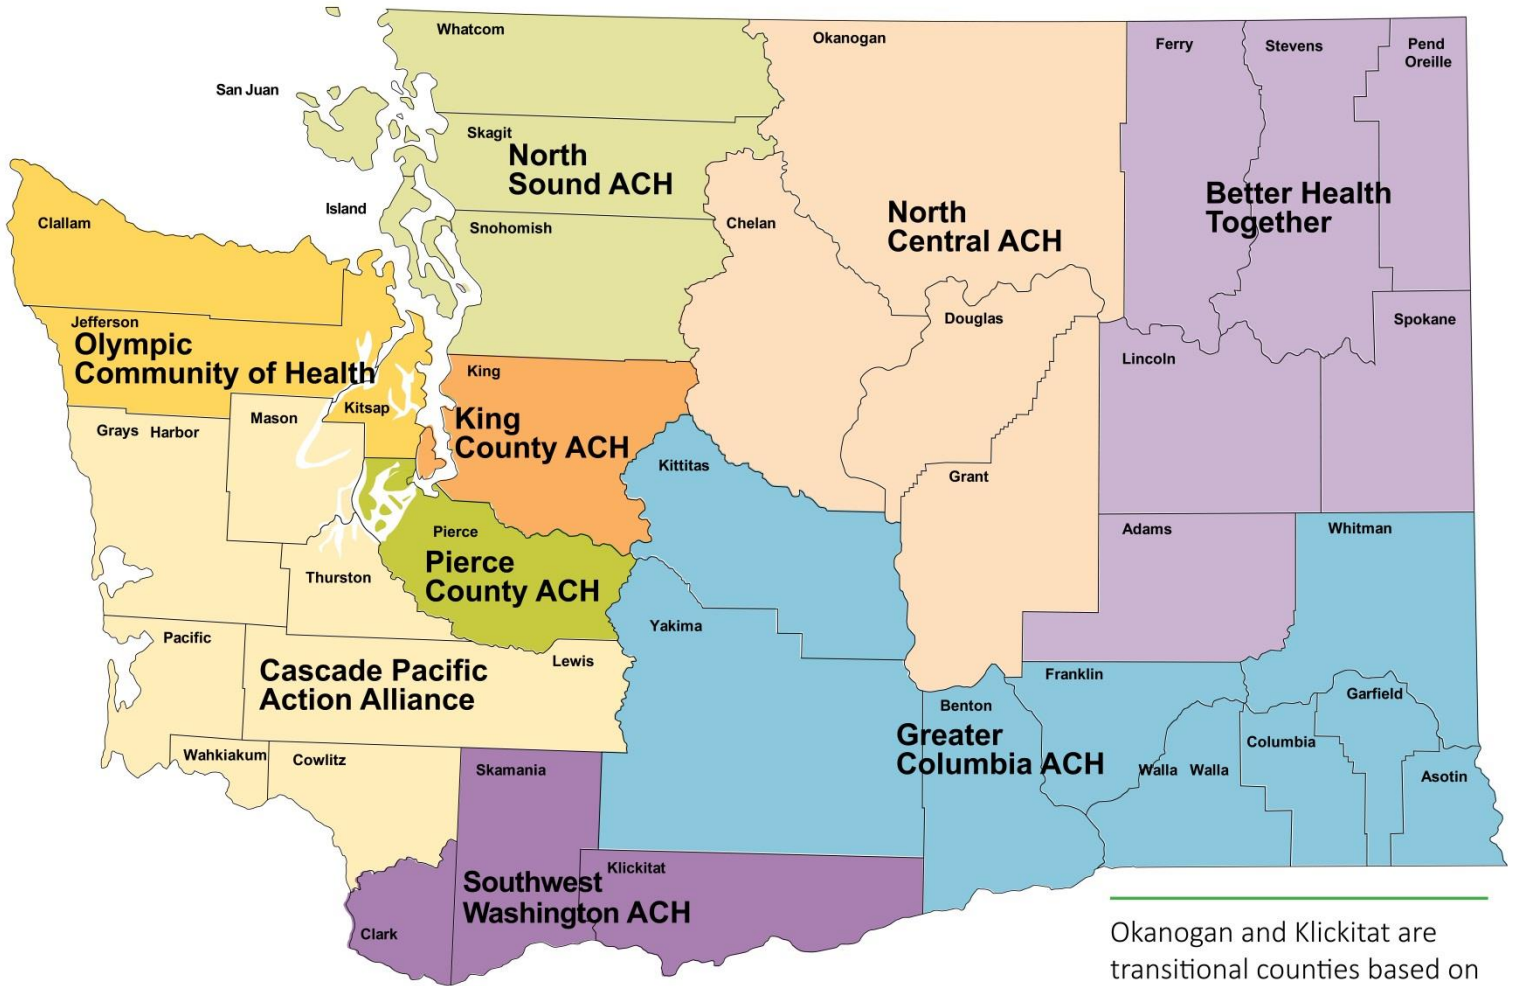 Whatcom
Okanogan
Ferry
Stevens
Pend
Oreille
San Juan
Skagit
North
Sound ACH
Island
Clallam
Snohomish
Chelan
North
Central ACH
Better Health
Together
Jefferson
Olympic
Community of Health
Douglas
Spokane
Lincoln
King
King
County ACH
Kitsap
Mason
Grays Harbor
Kittitas
Grant
Pierce
Pierce
County ACH
Adams
Whitman
Thurston
Yakima
Pacific
Lewis
Cascade Pacific
Action Alliance
Franklin
Garfield
Benton
Greater
Columbia ACH
Columbia
Walla Walla
Asotin
Wahkiakum
Cowlitz
Skamania
Klickitat
Southwest
Washington ACH
Clark
Okanogan and Klickitat are
transitional counties based on